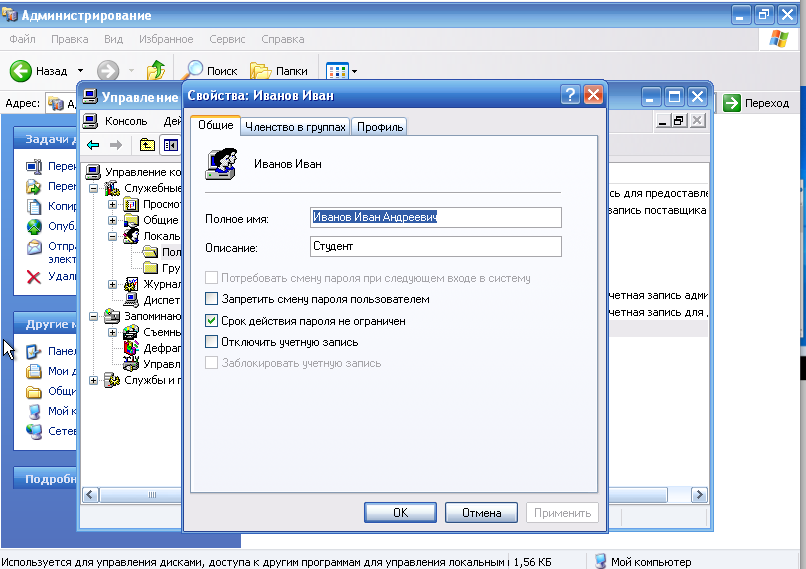 Администрирование
Файл Правка Вид Избранное Сервис Справка
Назад Поиск Папки
Адрес: Переход
Управление
Консоль
Задачи
Управление
Служебные
Общие
Локаль
Журнал
Диспет
Запоминаю
Съемны
Дефраг
Управл
Службы и
Другие
Панел
Мои
Общи
Мой
Сете
Подробн
сь для предоставле
запись поставщика
четная запись адми
четная запись для
Свойства: Иванов Иван
Общие Членство в группах Профиль
Иванов Иван
Полное имя: Иванов Иван Андреевич
Описание: Студент
Потребовать смену пароля при следующем входе в систему
Запретить смену пароля пользователем
Срок действия пароля не ограничен
Отключить учетную запись
Заблокировать учетную запись
OK Отмена Применить
Используется для управления дисками, доступа к другим программам для управления локальным 1,56 КБ Мой компьютер